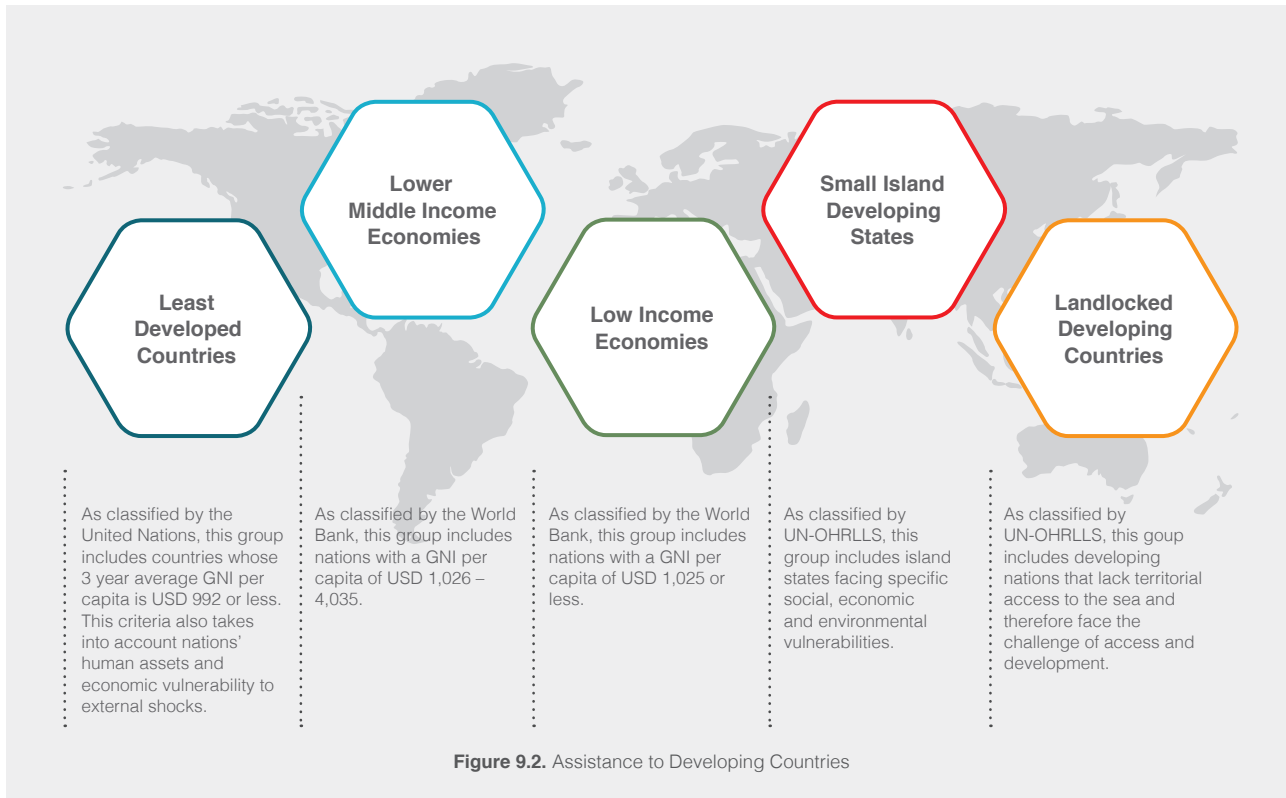 Lower
Middle Income
Economies
Small Island
Developing
States
Least
Developed
Countries
Low Income
Economies
Landlocked
Developing
Countries
As classified by the
United Nations, this group
includes countries whose
3 year average GNI per
capita is USD 992 or less.
This criteria also takes
into account nations'
human assets and
economic vulnerability to
external shocks.
As classified by the World
Bank, this group includes
nations with a GNI per
capita of USD 1,026 –
4,035.
As classified by the World
Bank, this group includes
nations with a GNI per
capita of USD 1,025 or
less.
As classified by
UN-OHRLLS, this
group includes island
states facing specific
social, economic
and environmental
vulnerabilities.
As classified by
UN-OHRLLS, this goup
includes developing
nations that lack territorial
access to the sea and
therefore face the
challenge of access and
development.
Figure 9.2. Assistance to Developing Countries